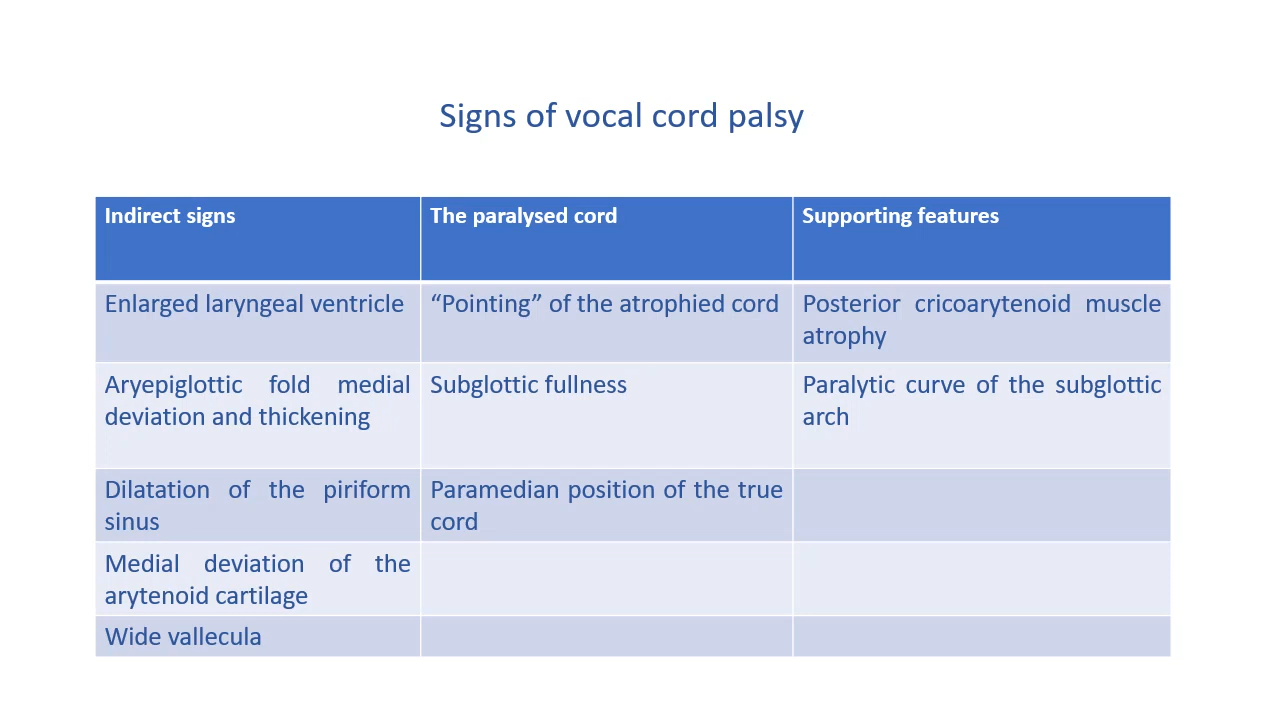 Signs of vocal cord palsy
Indirect signs
The paralysed cord
Supporting features
Enlarged laryngeal ventricle
“Pointing” of the atrophied cord
Posterior cricoarytenoid muscle
atrophy
Aryepiglottic fold medial
deviation and thickening
Subglottic fullness
Paralytic curve of the subglottic
arch
Dilatation of the piriform
sinus
Paramedian position of the true
cord
Medial deviation of the
arytenoid cartilage
Wide vallecula